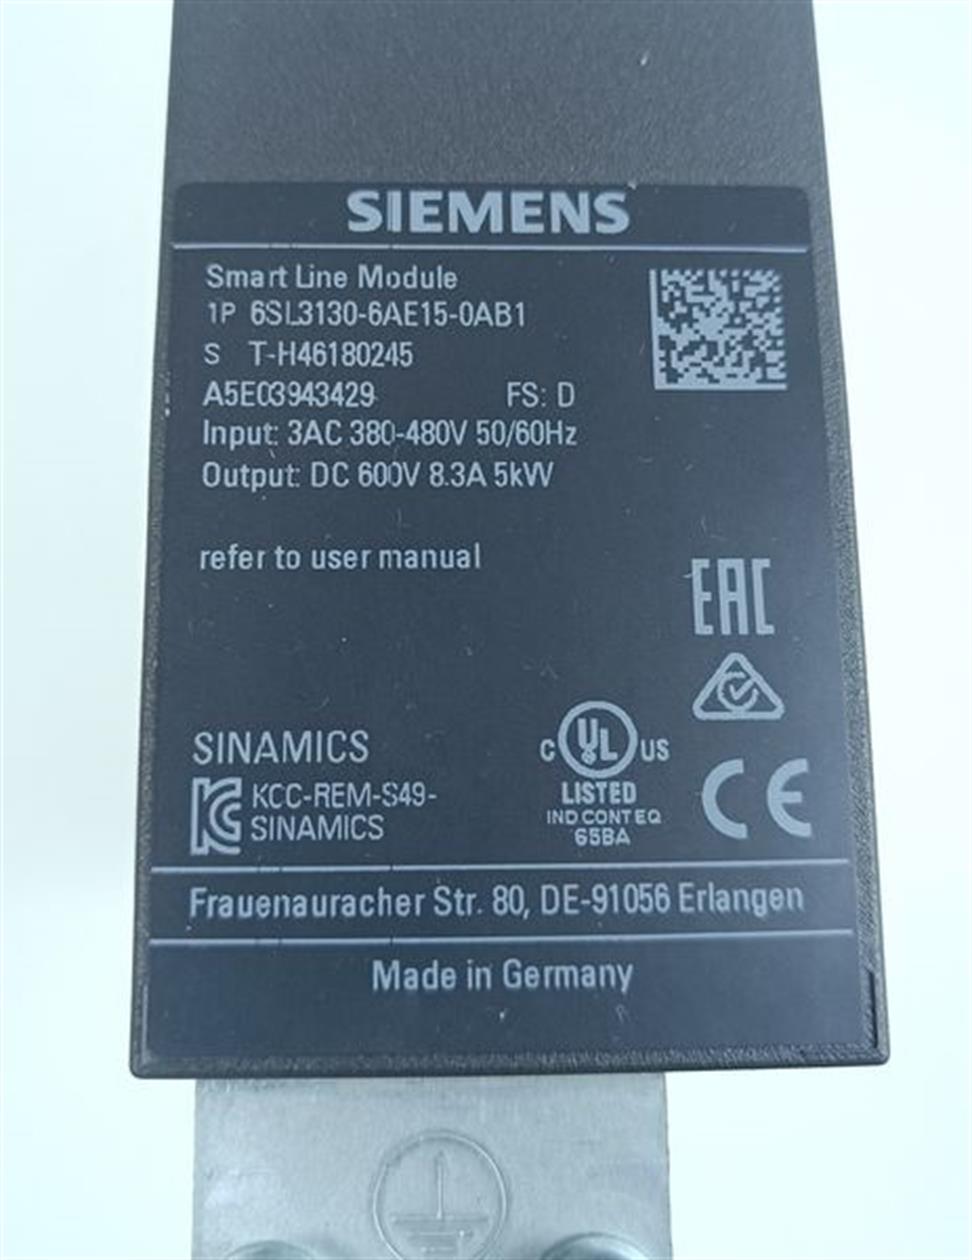 SIEMENS
Smart Line Module
1P 6SL3130-6AE15-0AB1
S T-H46180245
A5E03943429 FS: D
Input: 3AC 380-480V 50/60Hz
Output: DC 600V 8.3A 5kW
refer to user manual
EAC
SINAMICS
C UL US
LISTED
IND.CONT.EQ
65BA
CE
KCC-REM-S49-
SINAMICS
Frauenauracher Str. 80, DE-91056 Erlangen
Made in Germany